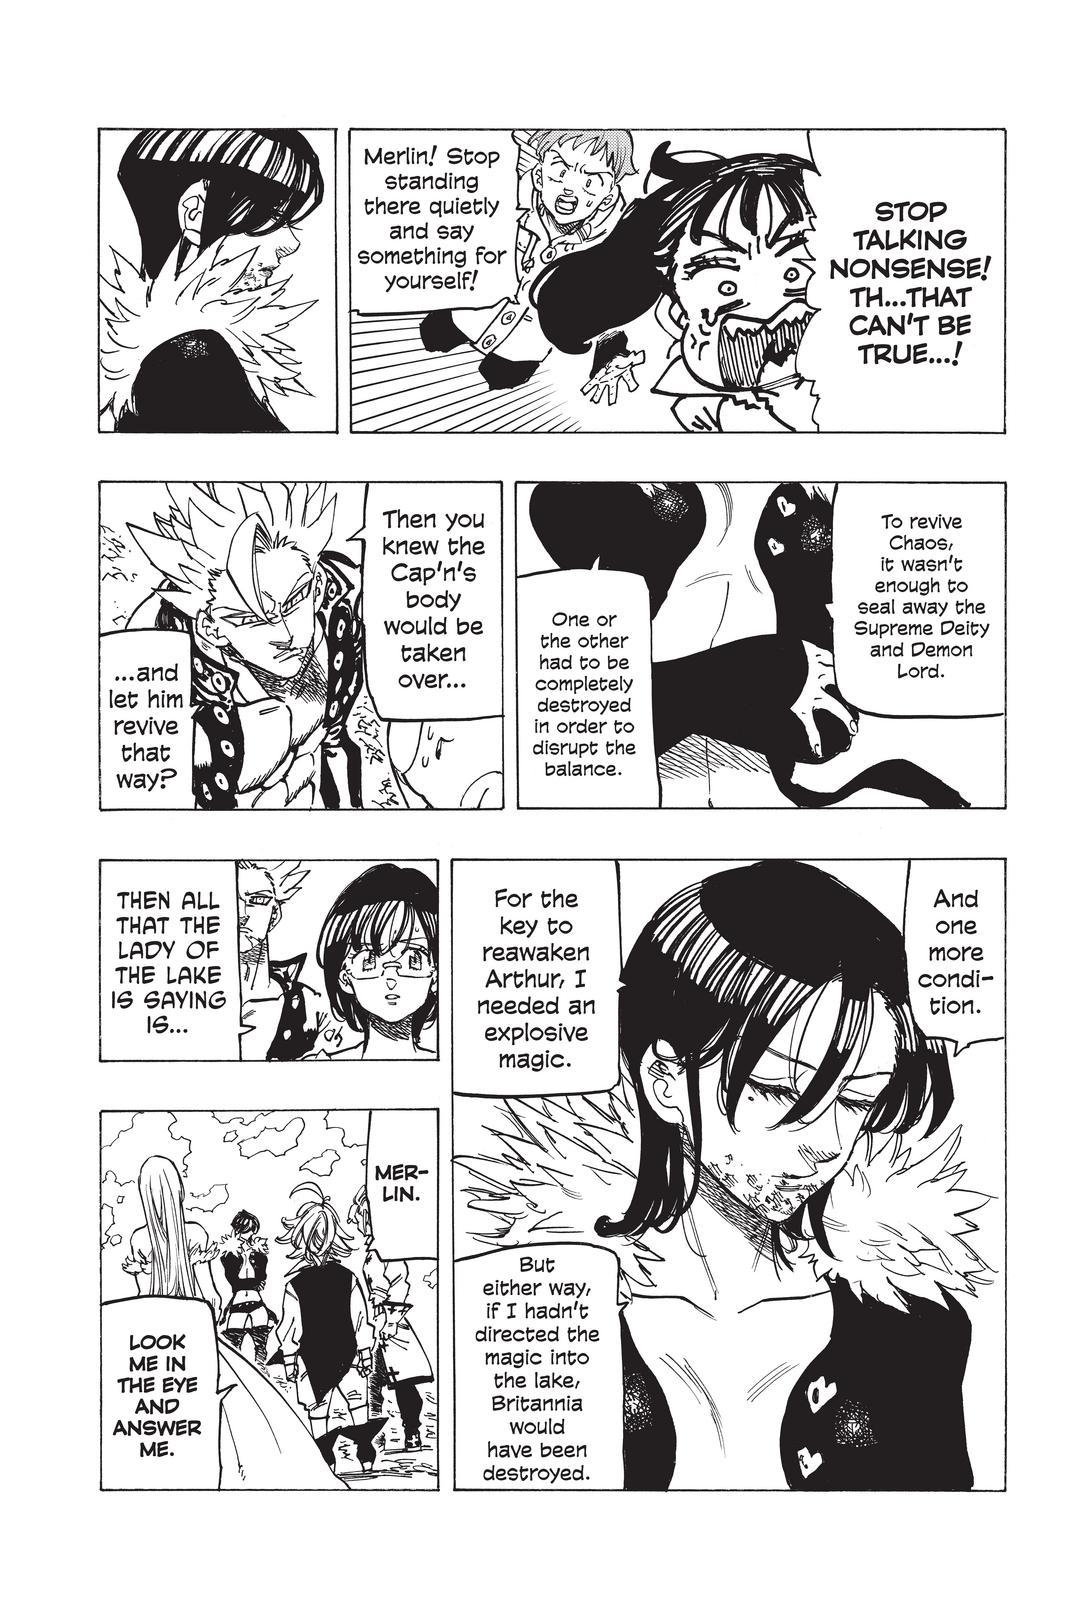 STOP
TALKING
NONSENSE!
TH...THAT
CAN'T BE
TRUE...!
Merlin! Stop
standing
there quietly
and say
something for
yourself!
To revive
Chaos,
it wasn't
enough to
seal away the
Supreme Deity
and Demon
Lord.
One or
the other
had to be
completely
destroyed
in order to
disrupt the
balance.
Then you
knew the
Cap'n's
body
would be
taken
over...
...and
let him
revive
that
way?
And
one
more
condi-
tion.
For the
key to
reawaken
Arthur, I
needed an
explosive
magic.
But
either way,
if I hadn't
directed the
magic into
the lake,
Britannia
would
have been
destroyed.
THEN ALL
THAT THE
LADY OF
THE LAKE
IS SAYING
IS...
MER-
LIN.
LOOK
ME IN
THE EYE
AND
ANSWER
ME.